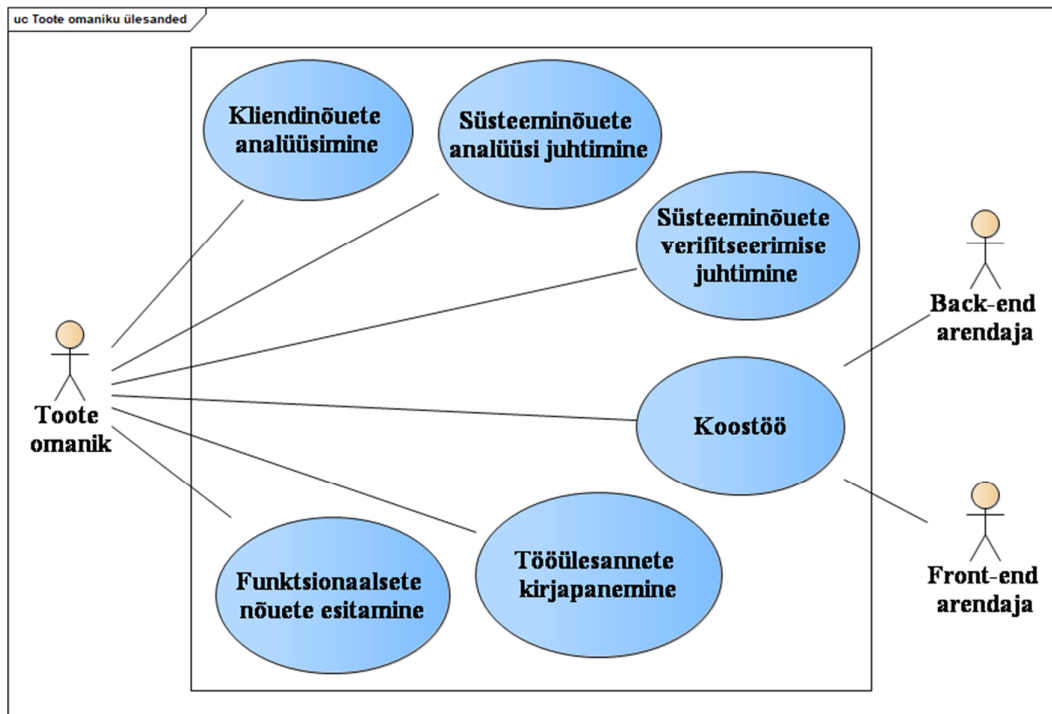 uc Toote omaniku ülesanded
Kliendinõuete
analüüsimine
Süsteeminõuete
analüüsi juhtimine
Süsteeminõuete
verifitseerimise
juhtimine
Back-end
arendaja
Toote
omanik
Koostöö
Tööülesannete
kirjapanemine
Funktsionaalsete
nõuete esitamine
Front-end
arendaja